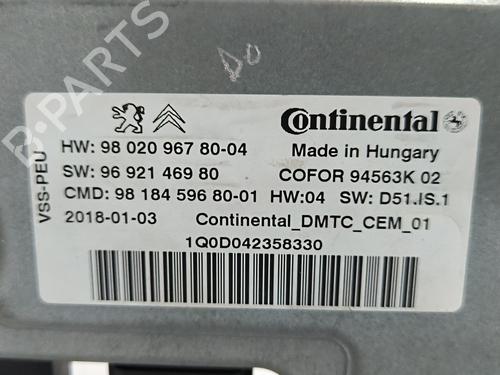 DO
B-PARTS
Continental
HW: 98 020 967 80-04
Made in Hungary
SW: 96 921 469 80
COFOR 94563K 02
CMD: 98 184 596 80-01
HW:04 SW: D51.IS.1
2018-01-03
Continental_DMTC_CEM_01
1Q0D042358330
VSS-PEU